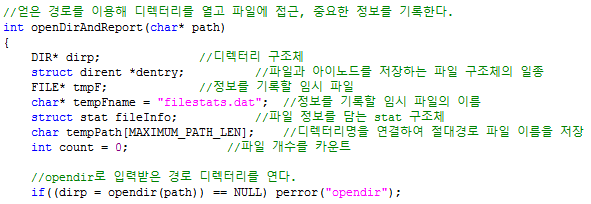 //얻은 경로를 이용해 디렉터리를 열고 파일에 접근, 중요한 정보를 기록한다.
int openDirAndReport(char* path)
{
DIR* dirp; //디렉터리 구조체
struct dirent *dentry; //파일과 아이노드를 저장하는 파일 구조체의 일종
FILE* tmpF; //정보를 기록할 임시 파일
char* tempFname = "filestats.dat"; //정보를 기록할 임시 파일의 이름
struct stat fileInfo; //파일 정보를 담는 stat 구조체
char tempPath[MAXIMUM_PATH_LEN]; //디렉터리명을 연결하여 절대경로 파일 이름을 저장
int count = 0; //파일 개수를 카운트
//opendir로 입력받은 경로 디렉터리를 연다.
if((dirp = opendir(path)) == NULL) perror("opendir");